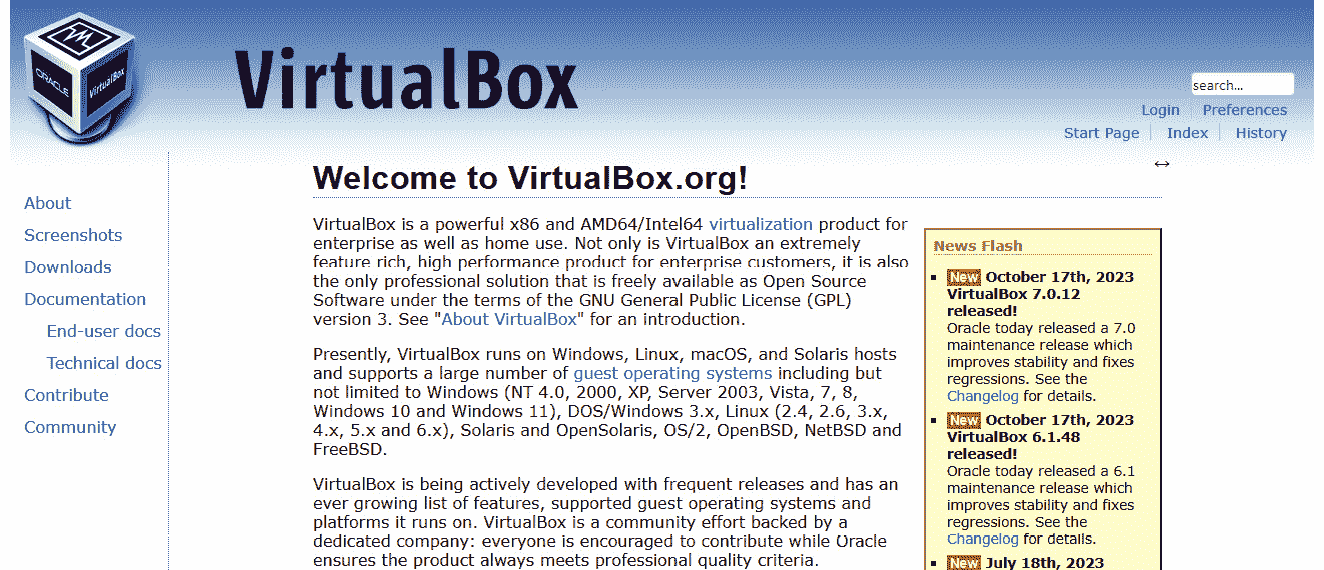 ORACLE
VirtualBox
VirtualBox
search...
Login
Preferences
Start Page
Index
History
About
Screenshots
Downloads
Documentation
End-user docs
Technical docs
Contribute
Community
Welcome to VirtualBox.org!
VirtualBox is a powerful x86 and AMD64/Intel64 virtualization product for
enterprise as well as home use. Not only is VirtualBox an extremely
feature rich, high performance product for enterprise customers, it is also
the only professional solution that is freely available as Open Source
Software under the terms of the GNU General Public License (GPL)
version 3. See "About VirtualBox" for an introduction.
Presently, VirtualBox runs on Windows, Linux, macOS, and Solaris hosts
and supports a large number of guest operating systems including but
not limited to Windows (NT 4.0, 2000, XP, Server 2003, Vista, 7, 8,
Windows 10 and Windows 11), DOS/Windows 3.x, Linux (2.4, 2.6, 3.x,
4.x, 5.x and 6.x), Solaris and OpenSolaris, OS/2, OpenBSD, NetBSD and
FreeBSD.
VirtualBox is being actively developed with frequent releases and has an
ever growing list of features, supported guest operating systems and
platforms it runs on. VirtualBox is a community effort backed by a
dedicated company: everyone is encouraged to contribute while Oracle
ensures the product always meets professional quality criteria.
News Flash
New October 17th, 2023
VirtualBox 7.0.12
released!
Oracle today released a 7.0
maintenance release which
improves stability and fixes
regressions. See the
Changelog for details.
New October 17th, 2023
VirtualBox 6.1.48
released!
Oracle today released a 6.1
maintenance release which
improves stability and fixes
regressions. See the
Changelog for details.
New July 18th, 2023